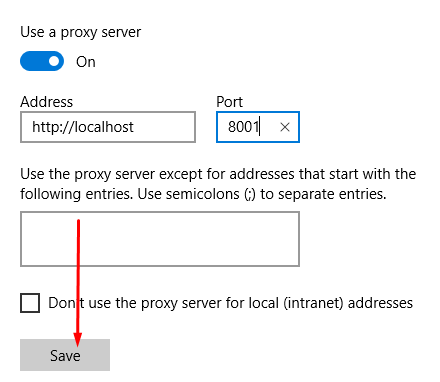 Use a proxy server
On
Address Port
http://localhost 8001
Use the proxy server except for addresses that start with the
following entries. Use semicolons (;) to separate entries.
Don't use the proxy server for local (intranet) addresses
Save